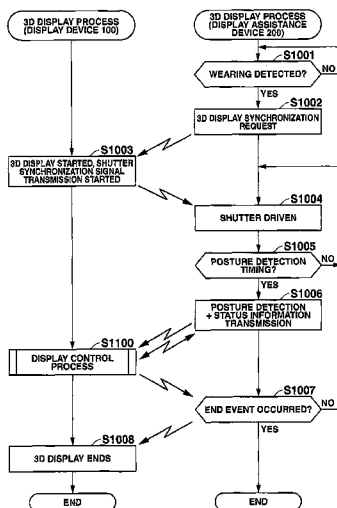 3D DISPLAY PROCESS
(DISPLAY DEVICE 100)
3D DISPLAY PROCESS
(DISPLAY ASSISTANCE
DEVICE 200)
S1001
WEARING DETECTED?
NO
YES
S1002
3D DISPLAY SYNCHRONIZATION
REQUEST
S1003
3D DISPLAY STARTED, SHUTTER
SYNCHRONIZATION SIGNAL
TRANSMISSION STARTED
S1004
SHUTTER DRIVEN
S1005
POSTURE DETECTION
TIMING?
NO
YES
S1006
POSTURE DETECTION
+ STATUS INFORMATION
TRANSMISSION
S1100
DISPLAY CONTROL
PROCESS
S1007
END EVENT OCCURRED?
NO
YES
S1008
3D DISPLAY ENDS
END
END